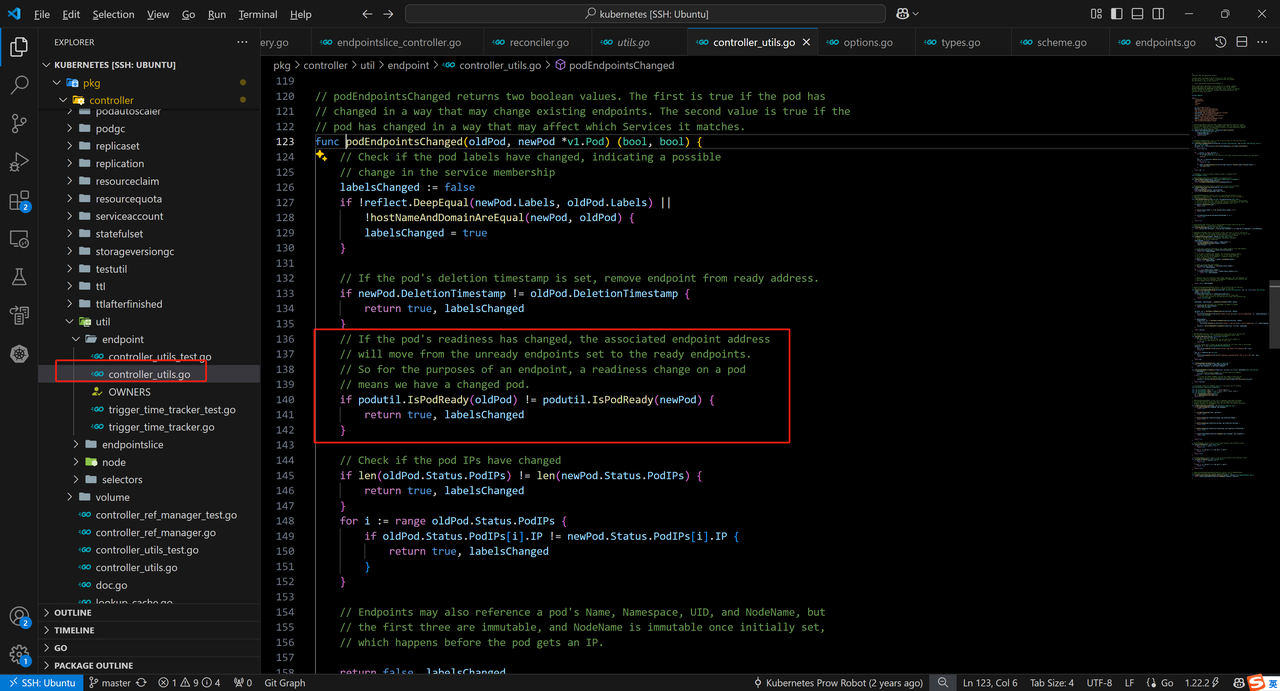 File Edit Selection View Go Run Terminal Help
kubernetes [SSH: Ubuntu]
EXPLORER
ery.go endpointslice_controller.go reconciler.go utils.go controller_utils.go options.go types.go scheme.go endpoints.go
KUBERNETES [SSH: UBUNTU]
pkg
controller
podautoscaler
podgc
replicaset
replication
resourceclaim
resourcequota
serviceaccount
statefulset
storageversiongc
testutil
ttl
ttlafterfinished
util
endpoint
controller_utils_test.go
controller_utils.go
OWNERS
trigger_time_tracker_test.go
trigger_time_tracker.go
endpointslice
node
selectors
volume
controller_ref_manager_test.go
controller_ref_manager.go
controller_utils_test.go
controller_utils.go
doc.go
lookup_cache.go
OUTLINE
TIMELINE
GO
PACKAGE OUTLINE
2
2
1
pkg > controller > util > endpoint > controller_utils.go > podEndpointsChanged
119
120 // podEndpointsChanged returns two boolean values. The first is true if the pod has
121 // changed in a way that may change existing endpoints. The second value is true if the
122 // pod has changed in a way that may affect which Services it matches.
123 func podEndpointsChanged(oldPod, newPod *v1.Pod) (bool, bool) {
124 // Check if the pod labels have changed, indicating a possible
125 // change in the service membership
126 labelsChanged := false
127 if !reflect.DeepEqual(newPod.Labels, oldPod.Labels) ||
128 !hostNameAndDomainAreEqual(newPod, oldPod) {
129 labelsChanged = true
130 }
131
132 // If the pod's deletion timestamp is set, remove endpoint from ready address.
133 if newPod.DeletionTimestamp != oldPod.DeletionTimestamp {
134 return true, labelsChanged
135 }
136 // If the pod's readiness has changed, the associated endpoint address
137 // will move from the unready endpoints set to the ready endpoints.
138 // So for the purposes of an endpoint, a readiness change on a pod
139 // means we have a changed pod.
140 if podutil.IsPodReady(oldPod) != podutil.IsPodReady(newPod) {
141 return true, labelsChanged
142 }
143
144 // Check if the pod IPs have changed
145 if len(oldPod.Status.PodIPs) != len(newPod.Status.PodIPs) {
146 return true, labelsChanged
147 }
148 for i := range oldPod.Status.PodIPs {
149 if oldPod.Status.PodIPs[i].IP != newPod.Status.PodIPs[i].IP {
150 return true, labelsChanged
151 }
152 }
153
154 // Endpoints may also reference a pod's Name, Namespace, UID, and NodeName, but
155 // the first three are immutable, and NodeName is immutable once initially set,
156 // which happens before the pod gets an IP.
157
158 return false, labelsChanged
SSH: Ubuntu master 1 9 4 0 Git Graph Kubernetes Prow Robot (2 years ago) Ln 123, Col 6 Tab Size: 4 UTF-8 LF Go 1.22.2 英